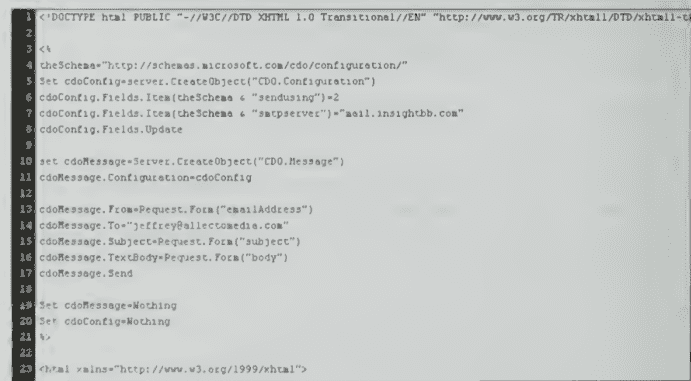 1 <!DOCTYPE html PUBLIC "-//W3C//DTD XHTML 1.0 Transitional//EN" "http://www.w3.org/TR/xhtml1/DTD/xhtml1-t
2
3 <%
4 theSchema="http://schemas.microsoft.com/cdo/configuration/"
5 Set cdoConfig=server.CreateObject("CDO.Configuration")
6 cdoConfig.Fields.Item(theSchema & "sendusing")=2
7 cdoConfig.Fields.Item(theSchema & "smtpserver")="mail.insightbb.com"
8 cdoConfig.Fields.Update
9
10 set cdoMessage=Server.CreateObject("CDO.Message")
11 cdoMessage.Configuration=cdoConfig
12
13 cdoMessage.From=Request.Form("emailAddress")
14 cdoMessage.To="jeffrey@allectomedia.com"
15 cdoMessage.Subject=Request.Form("subject")
16 cdoMessage.TextBody=Request.Form("body")
17 cdoMessage.Send
18
19 Set cdoMessage=Nothing
20 Set cdoConfig=Nothing
21 %>
22
23 <html xmlns="http://www.w3.org/1999/xhtml">